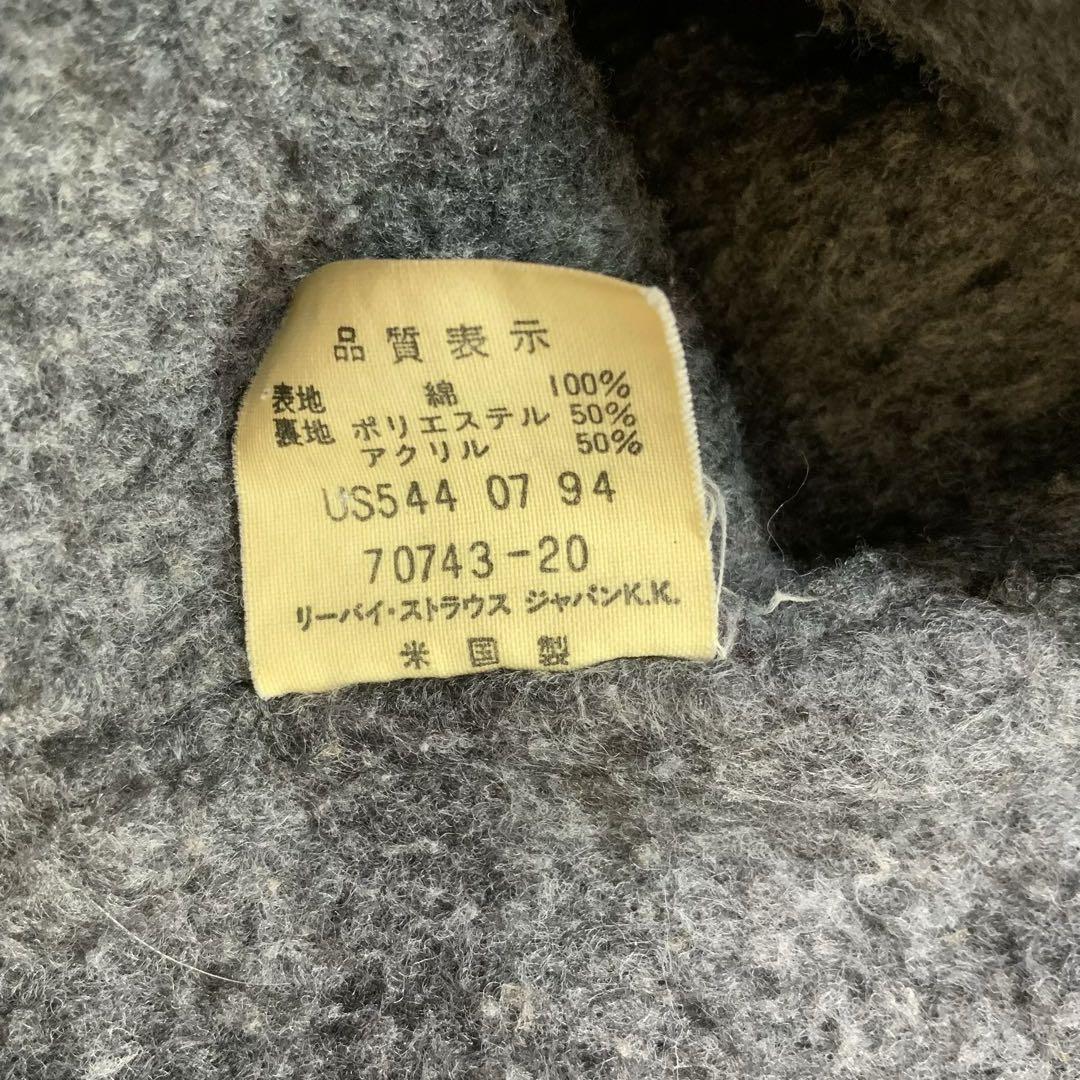 品質表示
表地 綿 100%
裏地 ポリエステル 50%
アクリル 50%
US544 07 94
70743-20
リーバイ・ストラウス ジャパンK.K.
米国製